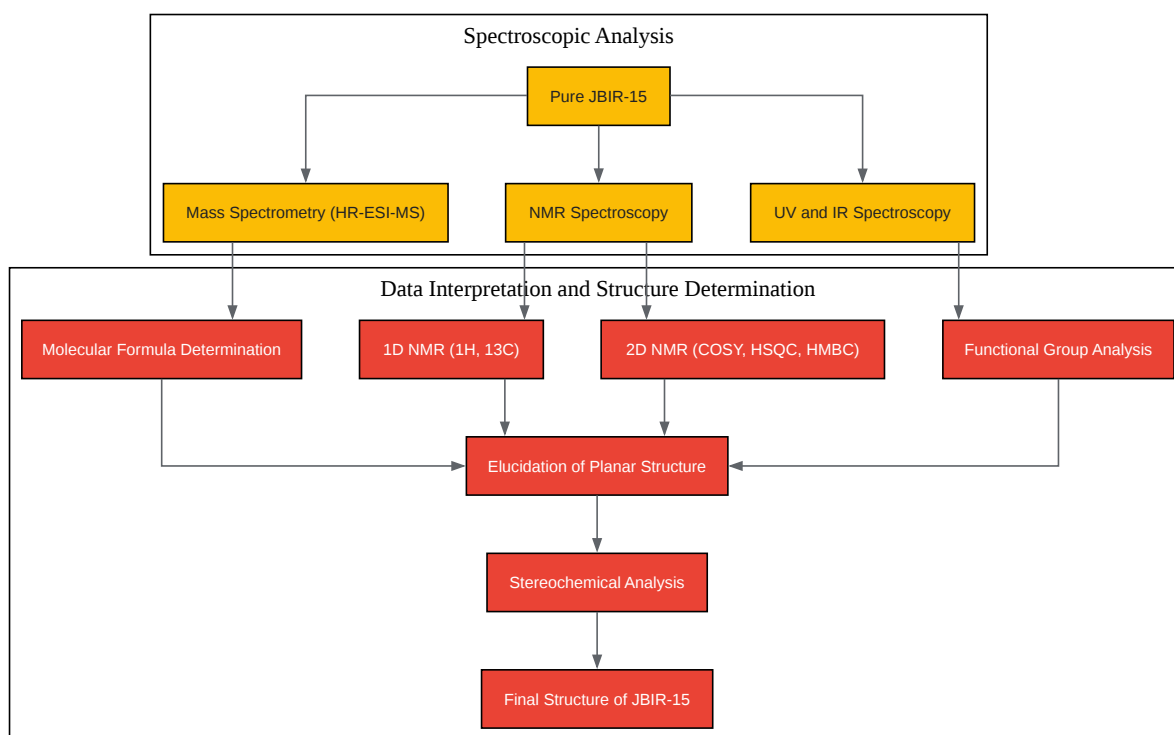 Spectroscopic Analysis
Pure JBIR-15
Mass Spectrometry (HR-ESI-MS)
NMR Spectroscopy
UV and IR Spectroscopy
Data Interpretation and Structure Determination
Molecular Formula Determination
1D NMR (1H, 13C)
2D NMR (COSY, HSQC, HMBC)
Functional Group Analysis
Elucidation of Planar Structure
Stereochemical Analysis
Final Structure of JBIR-15